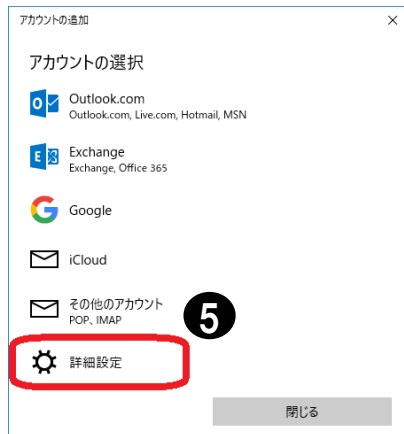 アカウントの追加
アカウントの選択
Outlook.com
Outlook.com, Live.com, Hotmail, MSN
Exchange
Exchange, Office 365
Google
iCloud
その他のアカウント
POP、IMAP
5
詳細設定
閉じる